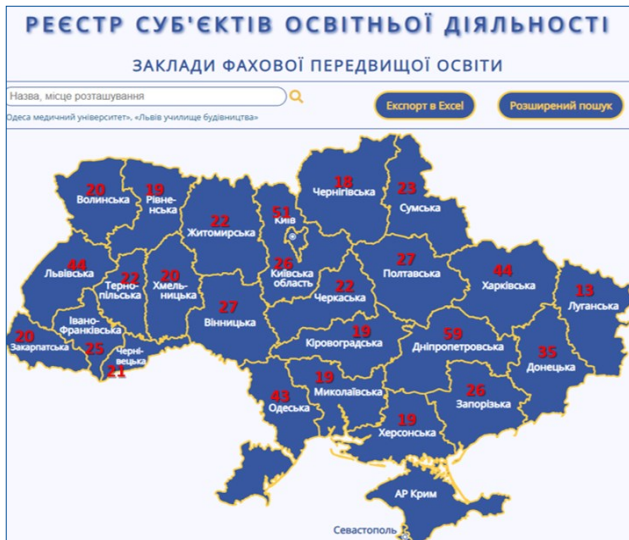 РЕЄСТР СУБ'ЄКТІВ ОСВІТНЬОЇ ДІЯЛЬНОСТІ
ЗАКЛАДИ ФАХОВОЇ ПЕРЕДВИЩОЇ ОСВІТИ
Назва, місце розташування
Експорт в Excel
Розширений пошук
Одеса медичний університет», «Львів училище будівництва»
20
Волинська
19
Рівне-
нська
22
Житомирська
51
Київ
18
Чернігівська
23
Сумська
44
Львівська
22
Терно-
пільська
20
Хмель-
ницька
27
Вінницька
26
Київська
область
22
Черкаська
27
Полтавська
44
Харківська
13
Луганська
20
Закарпатська
Івано-
Франківська
25
Черні-
вецька
21
19
Кіровоградська
59
Дніпропетровська
35
Донецька
43
Одеська
19
Миколаївська
19
Херсонська
26
Запорізька
АР Крим
Севастополь